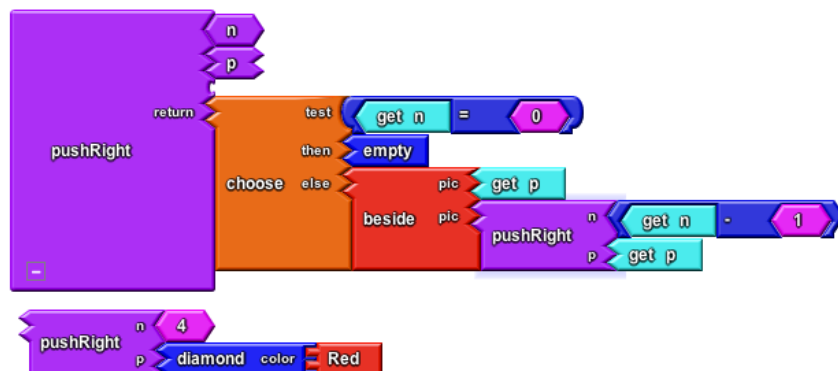 n
p
return test get n = 0
pushRight then empty
choose else pic get p
beside pic pushRight n get n - 1
p get p
−
pushRight n 4
p diamond color Red